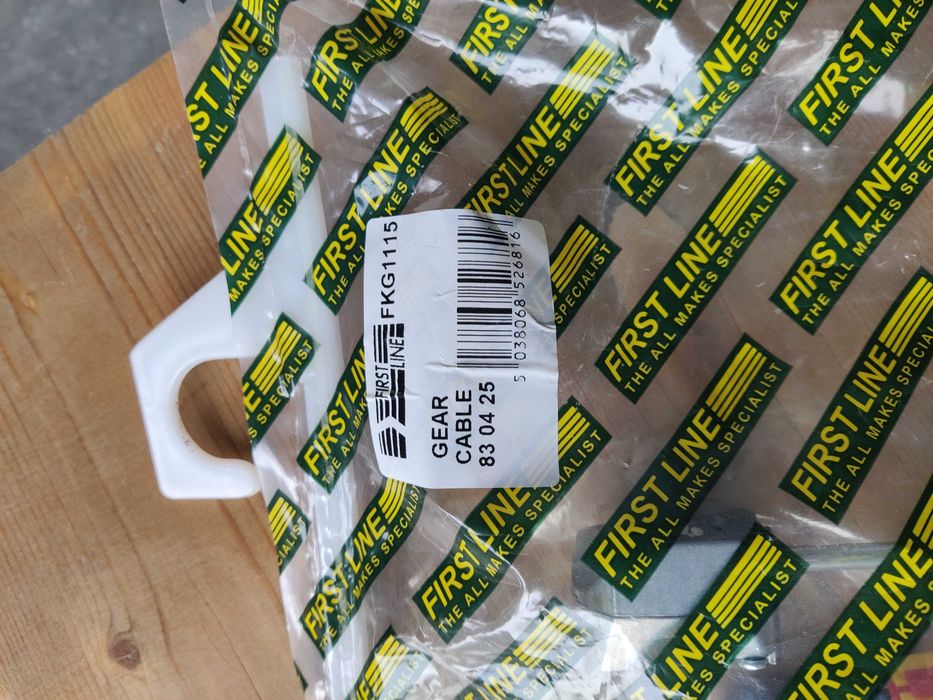 FIRST
LINE
FKG1115
5 038068 526816
GEAR
CABLE
83 04 25
FIRST LINE
THE ALL MAKES SPECIALIST